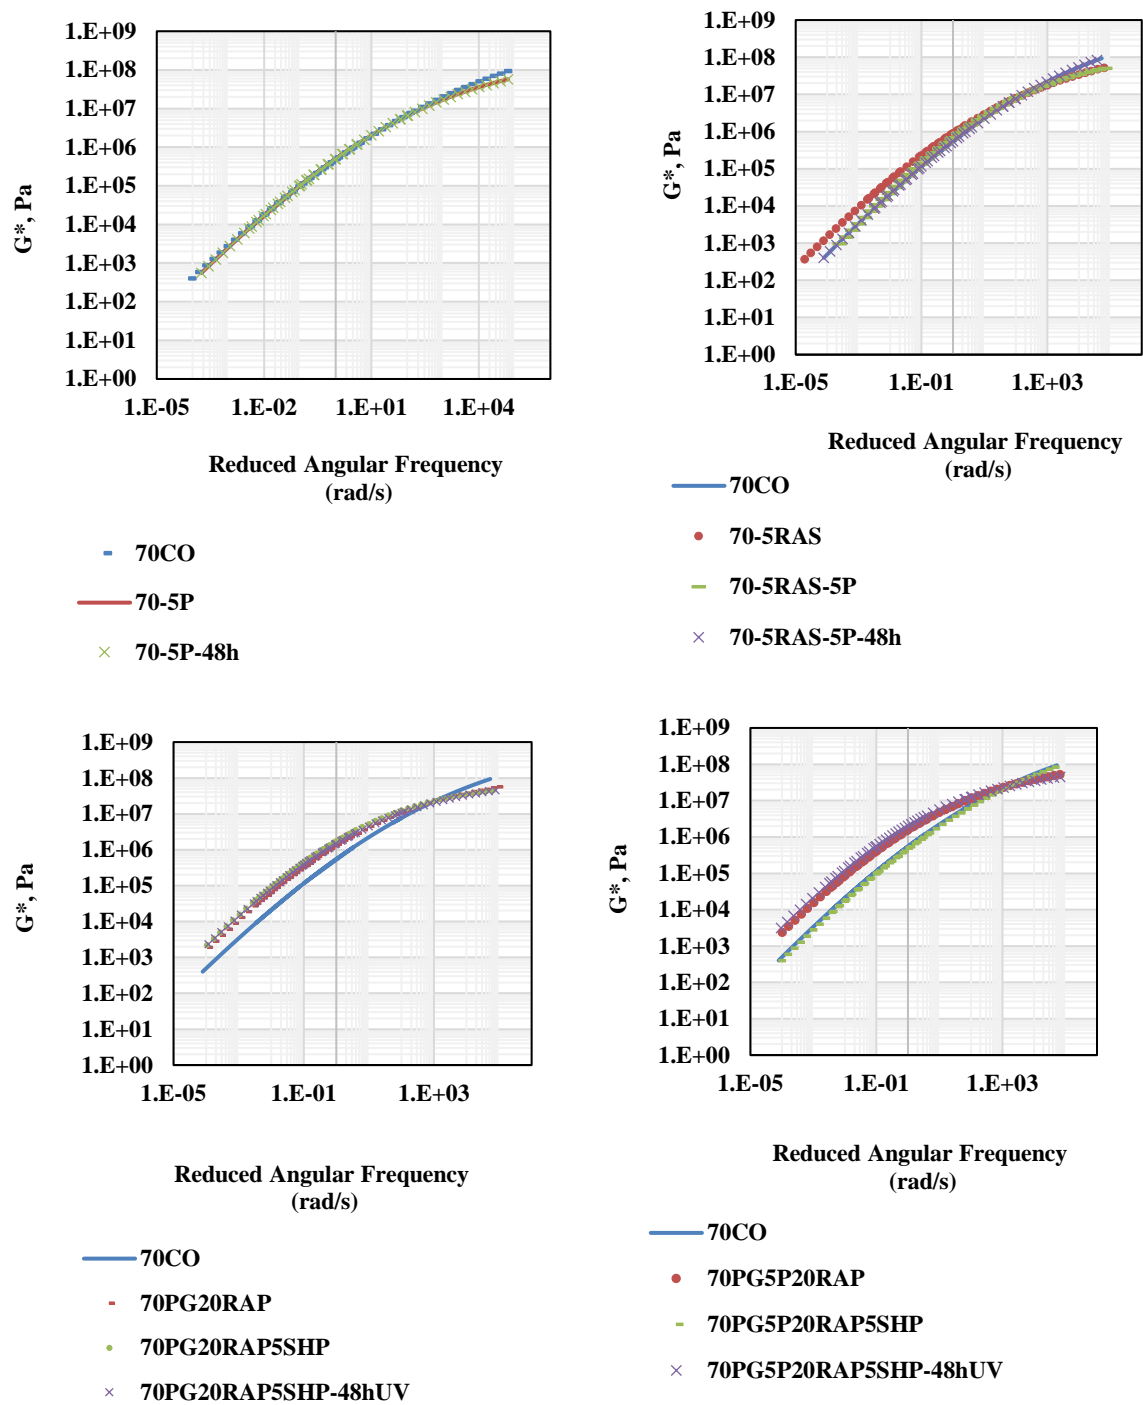 1.E+09
1.E+08
1.E+07
1.E+06
1.E+05
1.E+04
1.E+03
1.E+02
1.E+01
1.E+00
G*, Pa
1.E-05 1.E-02 1.E+01 1.E+04
Reduced Angular Frequency
(rad/s)
70CO
70-5P
70-5P-48h
1.E+09
1.E+08
1.E+07
1.E+06
1.E+05
1.E+04
1.E+03
1.E+02
1.E+01
1.E+00
G*, Pa
1.E-05 1.E-01 1.E+03
Reduced Angular Frequency
(rad/s)
70CO
70-5RAS
70-5RAS-5P
70-5RAS-5P-48h
1.E+09
1.E+08
1.E+07
1.E+06
1.E+05
1.E+04
1.E+03
1.E+02
1.E+01
1.E+00
G*, Pa
1.E-05 1.E-01 1.E+03
Reduced Angular Frequency
(rad/s)
70CO
70PG20RAP
70PG20RAP5SHP
70PG20RAP5SHP-48hUV
1.E+09
1.E+08
1.E+07
1.E+06
1.E+05
1.E+04
1.E+03
1.E+02
1.E+01
1.E+00
G*, Pa
1.E-05 1.E-01 1.E+03
Reduced Angular Frequency
(rad/s)
70CO
70PG5P20RAP
70PG5P20RAP5SHP
70PG5P20RAP5SHP-48hUV